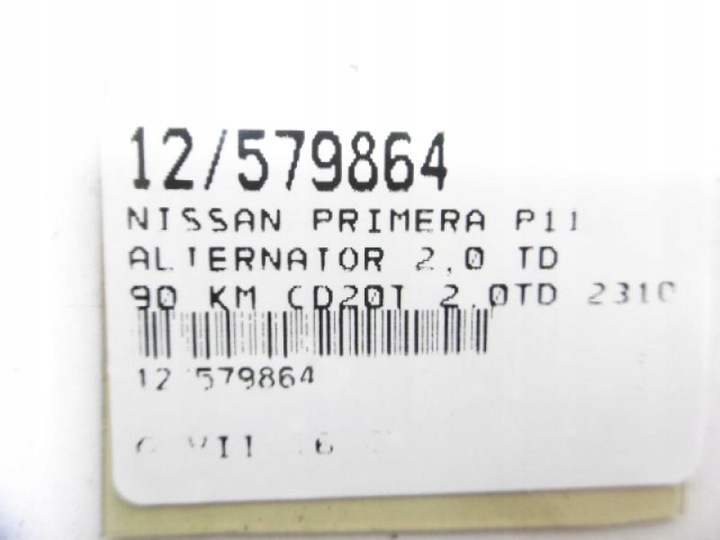 12/579864
NISSAN PRIMERA P11
ALTERNATOR 2,0 TD
90 KM CD20T 2.0TD 2310
12 579864